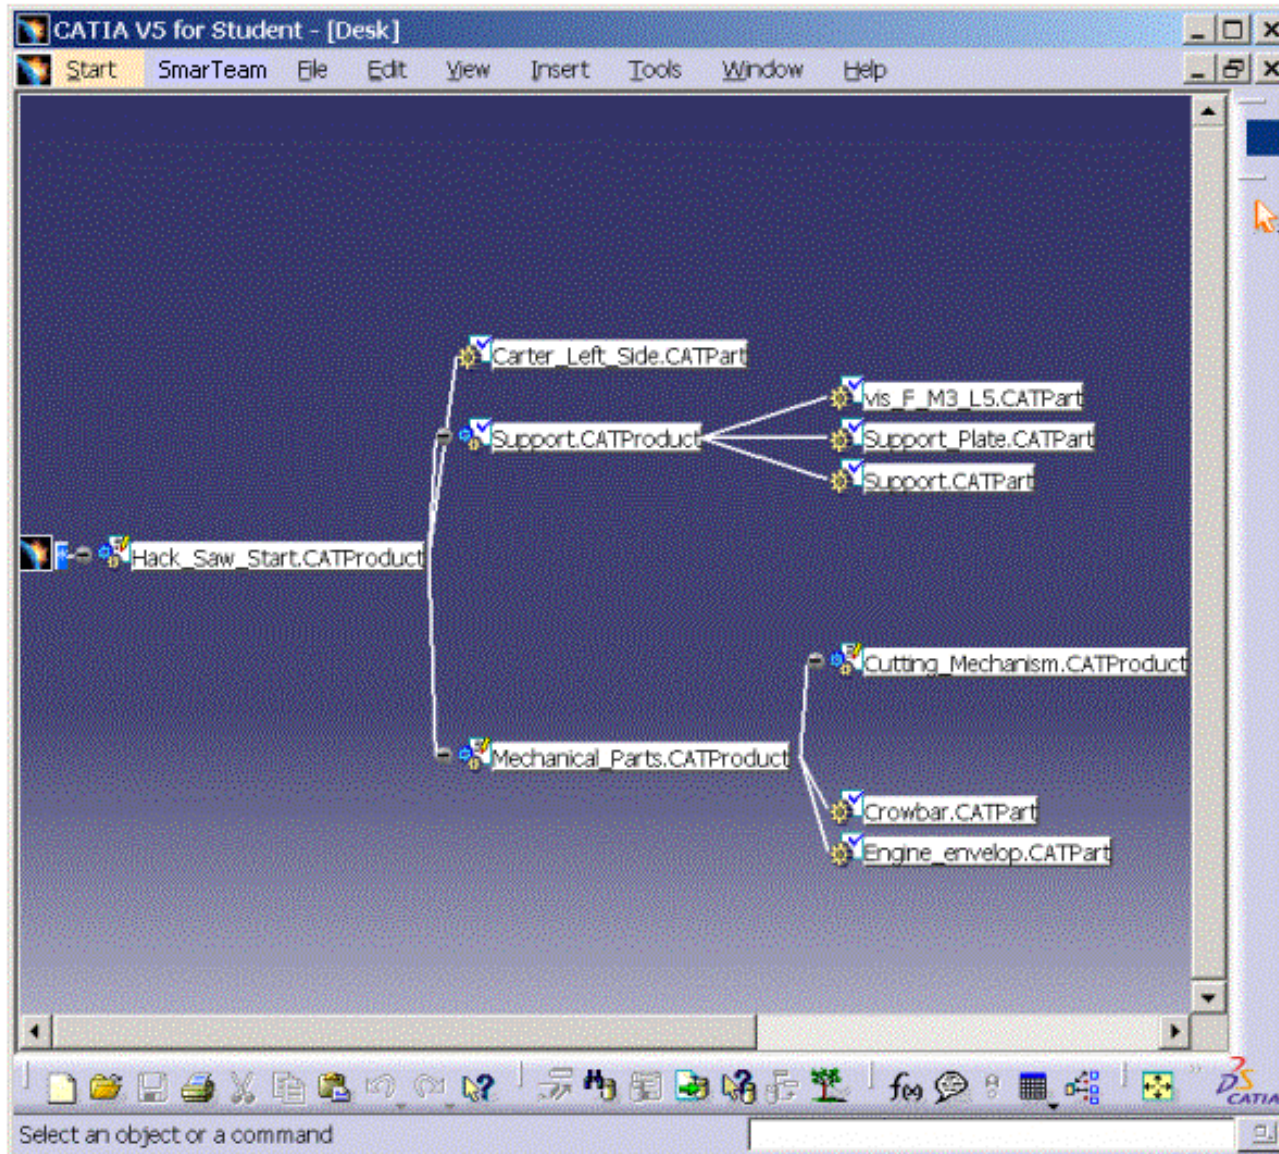 CATIA V5 for Student - [Desk]
Start SmarTeam File Edit View Insert Tools Window Help
Carter_Left_Side.CATPart
vis_F_M3_L5.CATPart
Support.CATProduct
Support_Plate.CATPart
Support.CATPart
Hack_Saw_Start.CATProduct
Cutting_Mechanism.CATProduct
Mechanical_Parts.CATProduct
Crowbar.CATPart
Engine_envelop.CATPart
f(x)
DS
CATIA
Select an object or a command